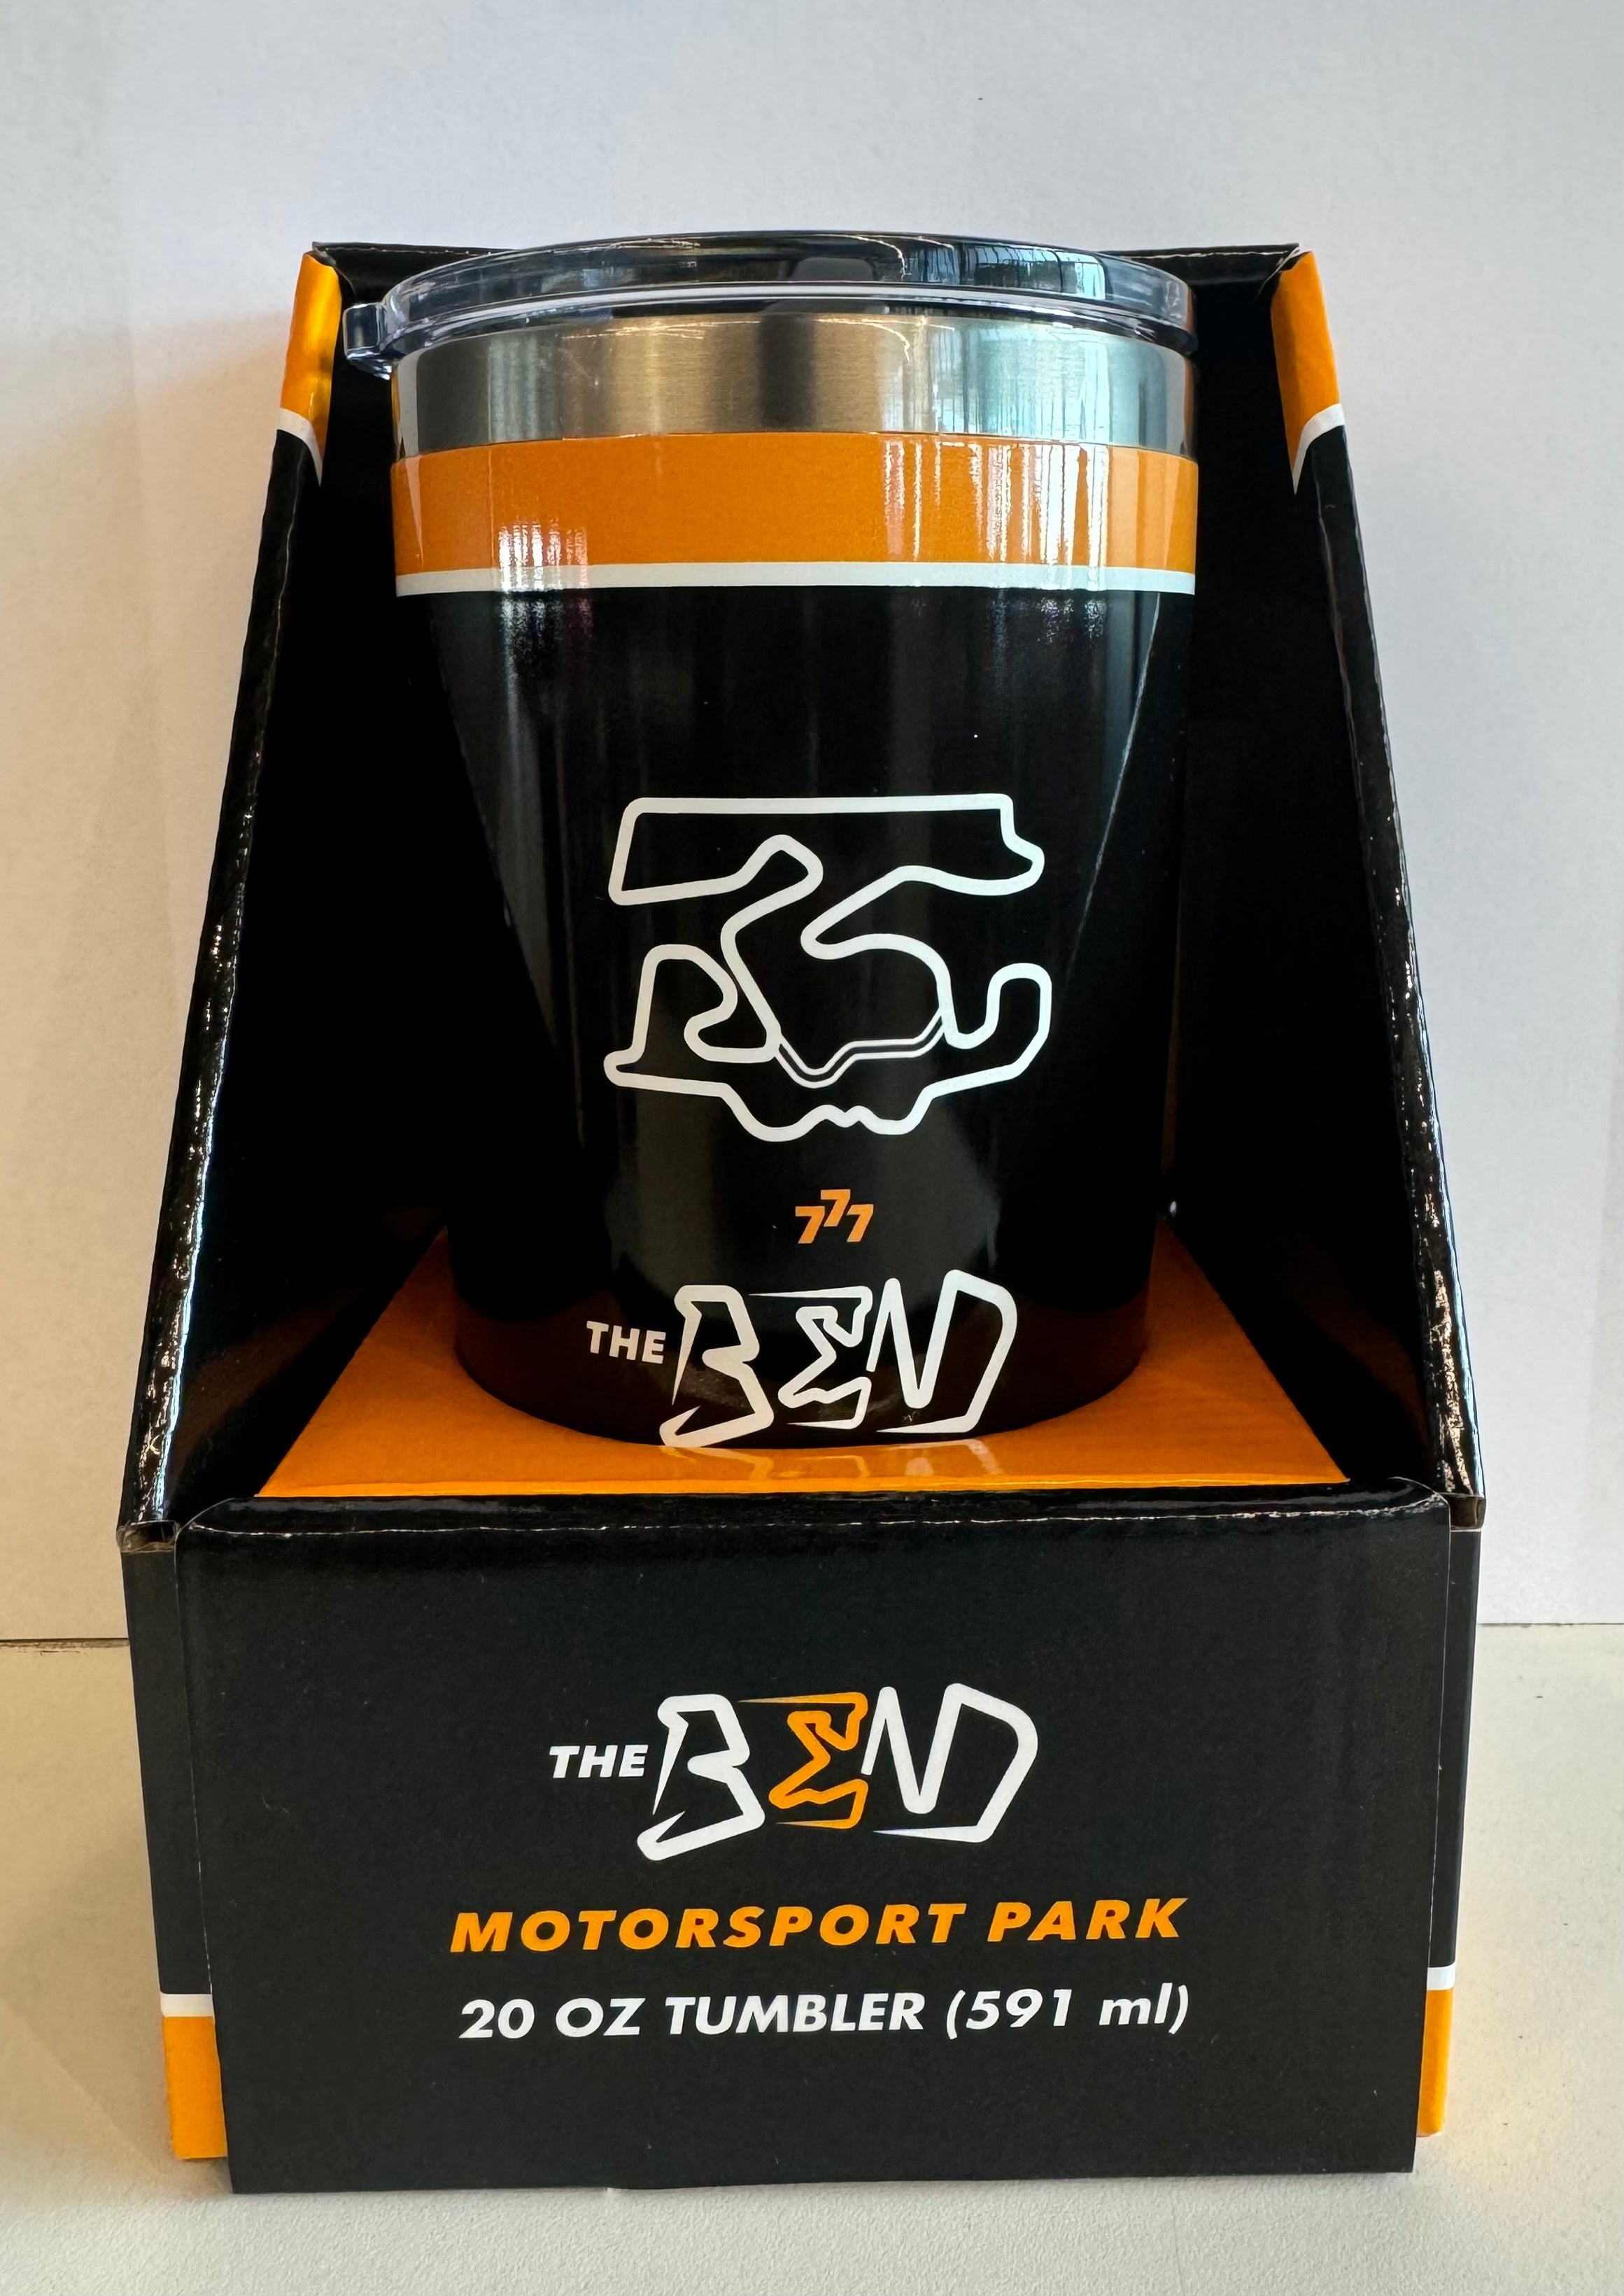 777
THE BEND
THE BEND
MOTORSPORT PARK
20 OZ TUMBLER (591 ml)